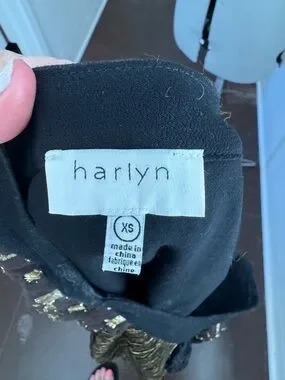 harlyn
XS
made in
china
fabriqué en
chine